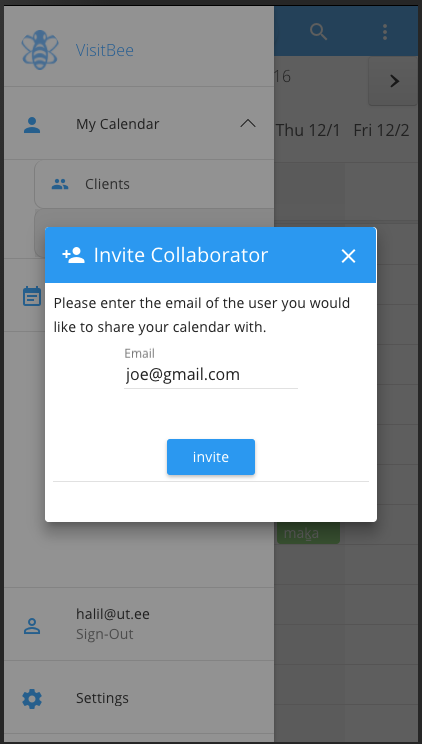 VisitBee
16
My Calendar
Thu 12/1 Fri 12/2
Clients
Invite Collaborator
Please enter the email of the user you would
like to share your calendar with.
Email
joe@gmail.com
invite
maka
halil@ut.ee
Sign-Out
Settings